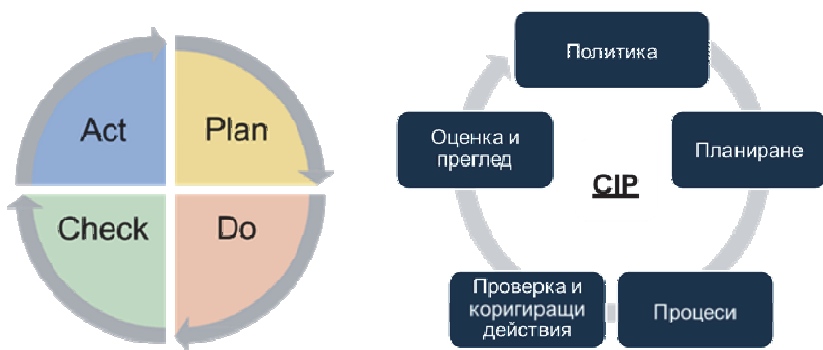 Act
Plan
Check
Do
Политика
Оценка и
преглед
Планиране
CIP
Проверка и
коригиращи
действия
Процеси